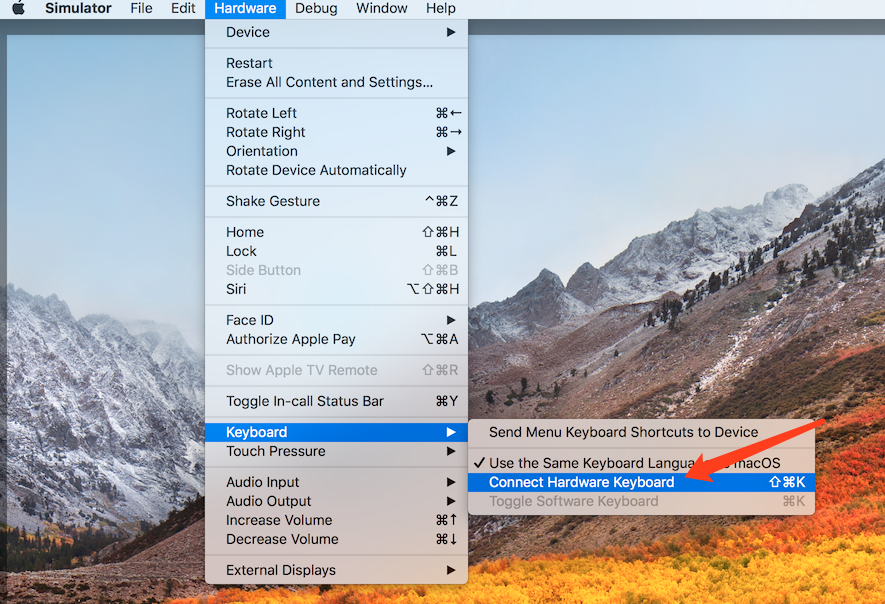 Simulator File Edit Hardware Debug Window Help
Device
Restart
Erase All Content and Settings...
Rotate Left ⌘←
Rotate Right ⌘→
Orientation
Rotate Device Automatically
Shake Gesture ^⌘Z
Home ⇧⌘H
Lock ⌘L
Side Button ⇧⌘B
Siri ⌥⇧⌘H
Face ID
Authorize Apple Pay ⌥⌘A
Show Apple TV Remote ⇧⌘R
Toggle In-call Status Bar ⌘Y
Keyboard
Touch Pressure
Audio Input
Audio Output
Increase Volume ⌘↑
Decrease Volume ⌘↓
External Displays
Send Menu Keyboard Shortcuts to Device
✓ Use the Same Keyboard macOS
Connect Hardware Keyboard ⇧⌘K
Toggle Software Keyboard ⌘K